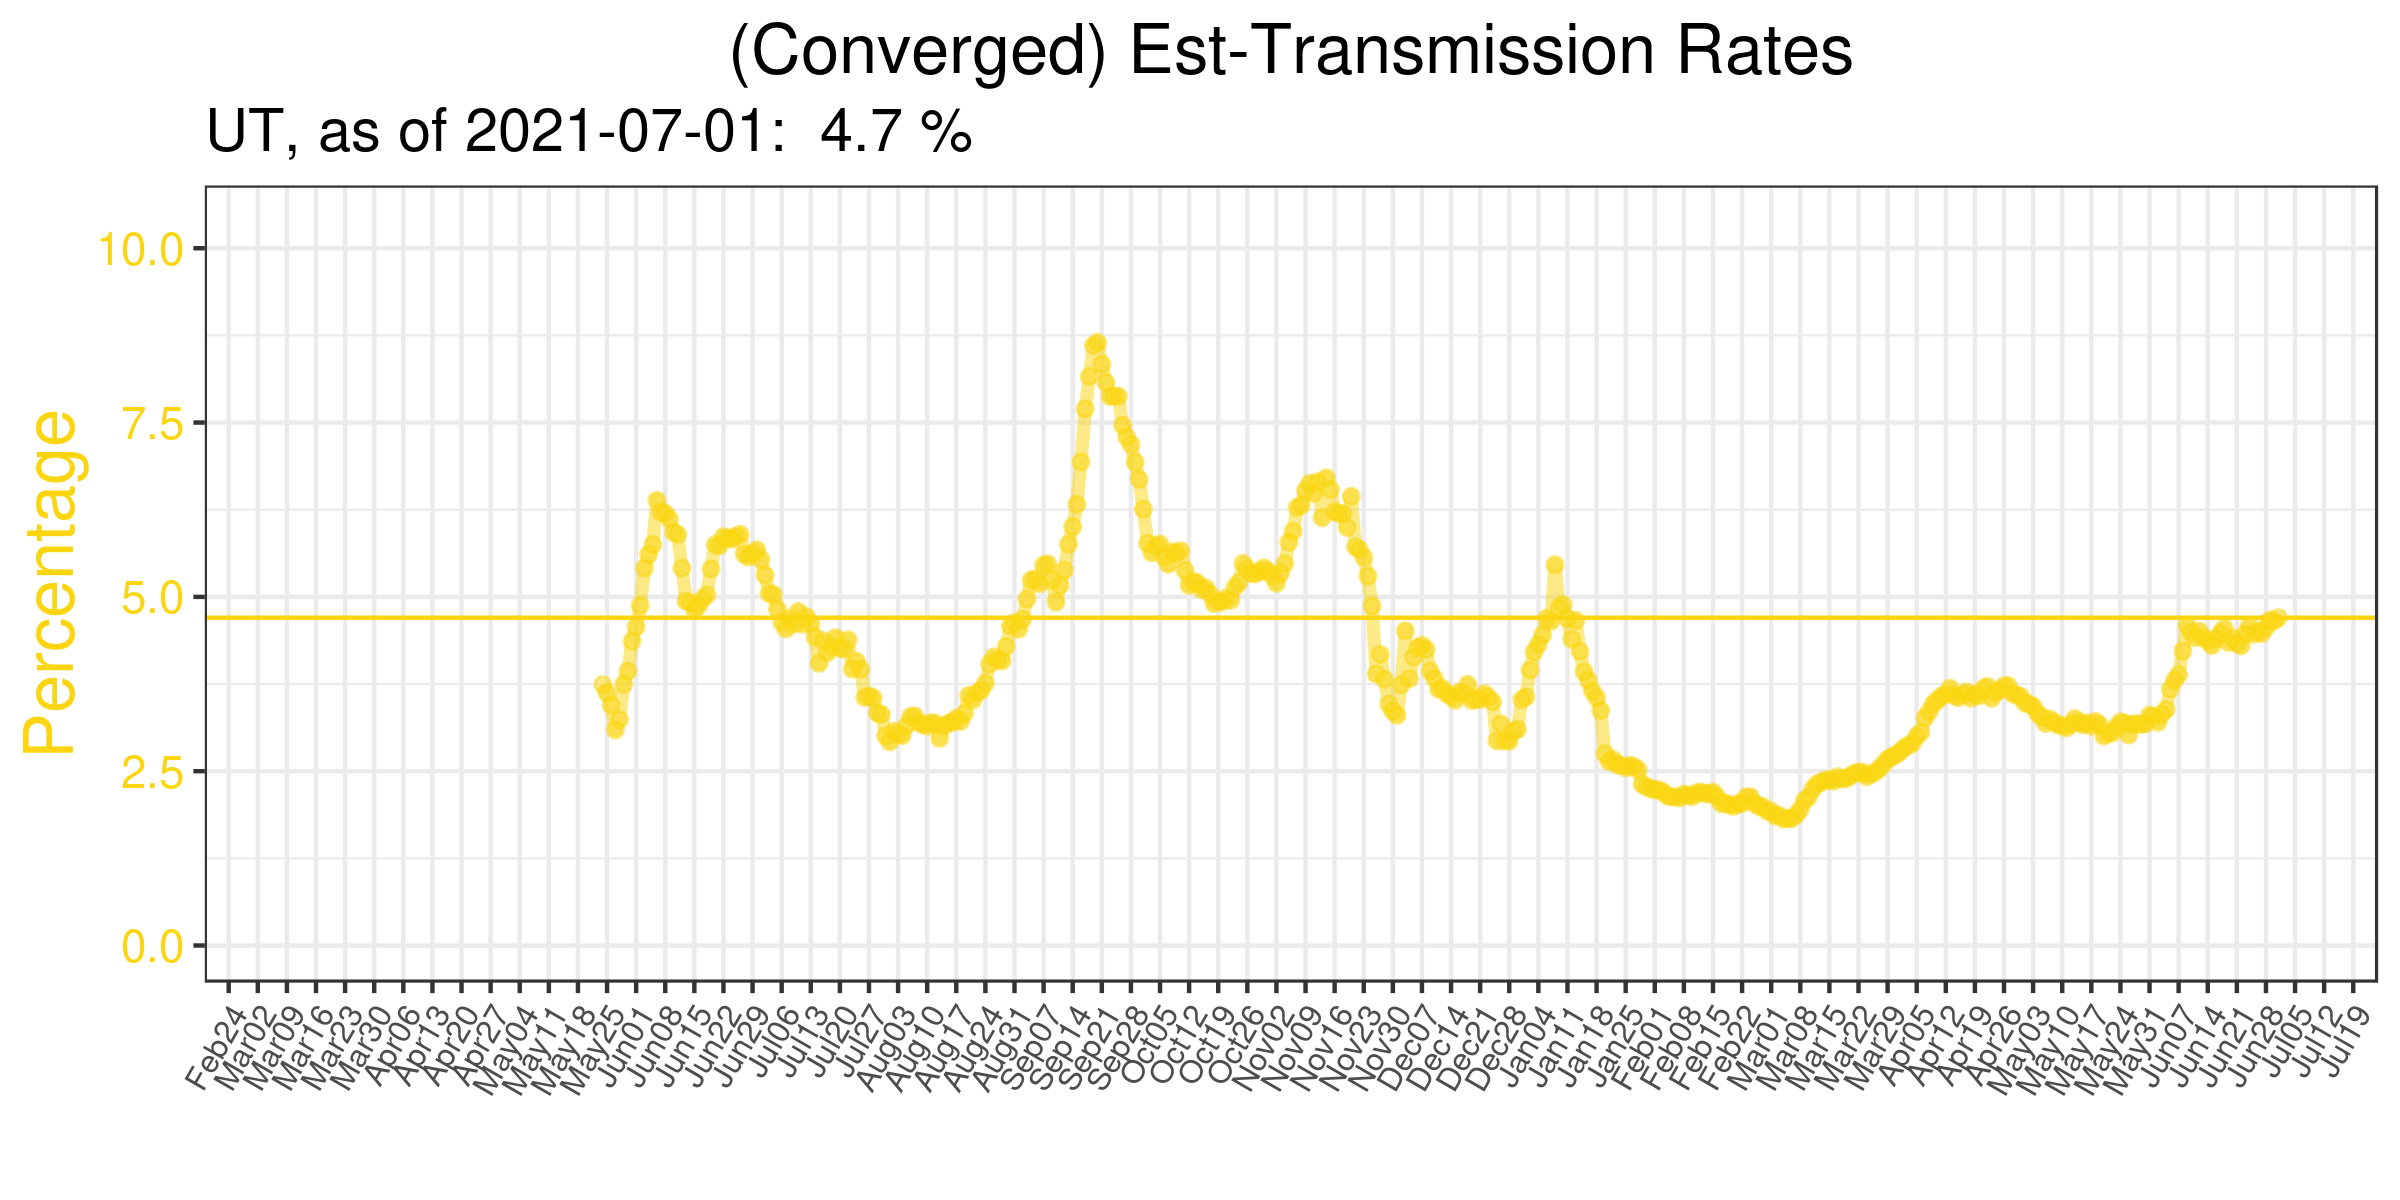 (Converged) Est-Transmission Rates
UT, as of 2021-07-01:  4.7 %
Percentage
10.0
7.5
5.0
2.5
0.0
Feb24
Mar02
Mar09
Mar16
Mar23
Mar30
Apr06
Apr13
Apr20
Apr27
May04
May11
May18
May25
Jun01
Jun08
Jun15
Jun22
Jun29
Jul06
Jul13
Jul20
Jul27
Aug03
Aug10
Aug17
Aug24
Aug31
Sep07
Sep14
Sep21
Sep28
Oct05
Oct12
Oct19
Oct26
Nov02
Nov09
Nov16
Nov23
Nov30
Dec07
Dec14
Dec21
Dec28
Jan04
Jan11
Jan18
Jan25
Feb01
Feb08
Feb15
Feb22
Mar01
Mar08
Mar15
Mar22
Mar29
Apr05
Apr12
Apr19
Apr26
May03
May10
May17
May24
May31
Jun07
Jun14
Jun21
Jun28
Jul05
Jul12
Jul19